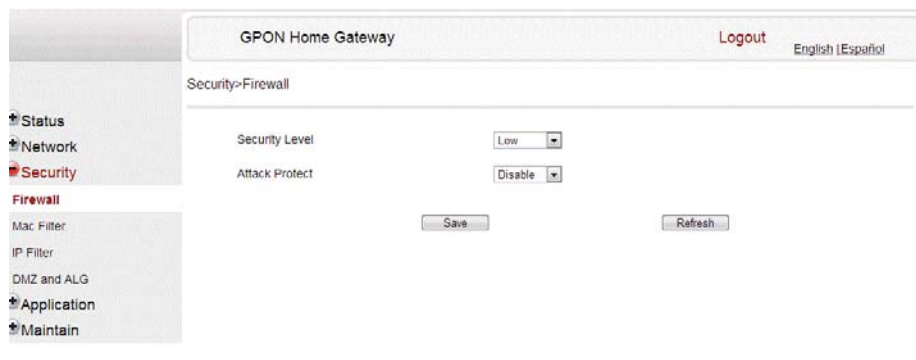 GPON Home Gateway
Logout
English | Español
Security>Firewall
Status
Network
Security
Firewall
Mac Filter
IP Filter
DMZ and ALG
Application
Maintain
Security Level
Low
Attack Protect
Disable
Save
Refresh